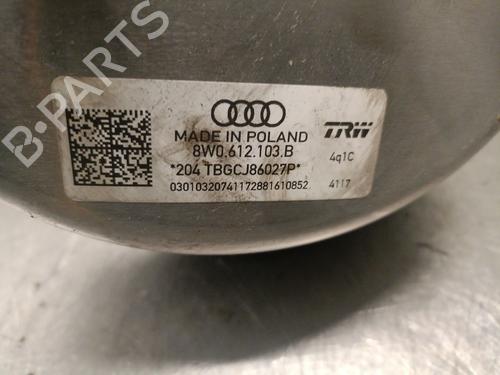 B-PARTS
MADE IN POLAND
TRW
8W0.612.103.B
4q1C
*204 TBGCJ86027P*
0301032074117288161085​2
4117